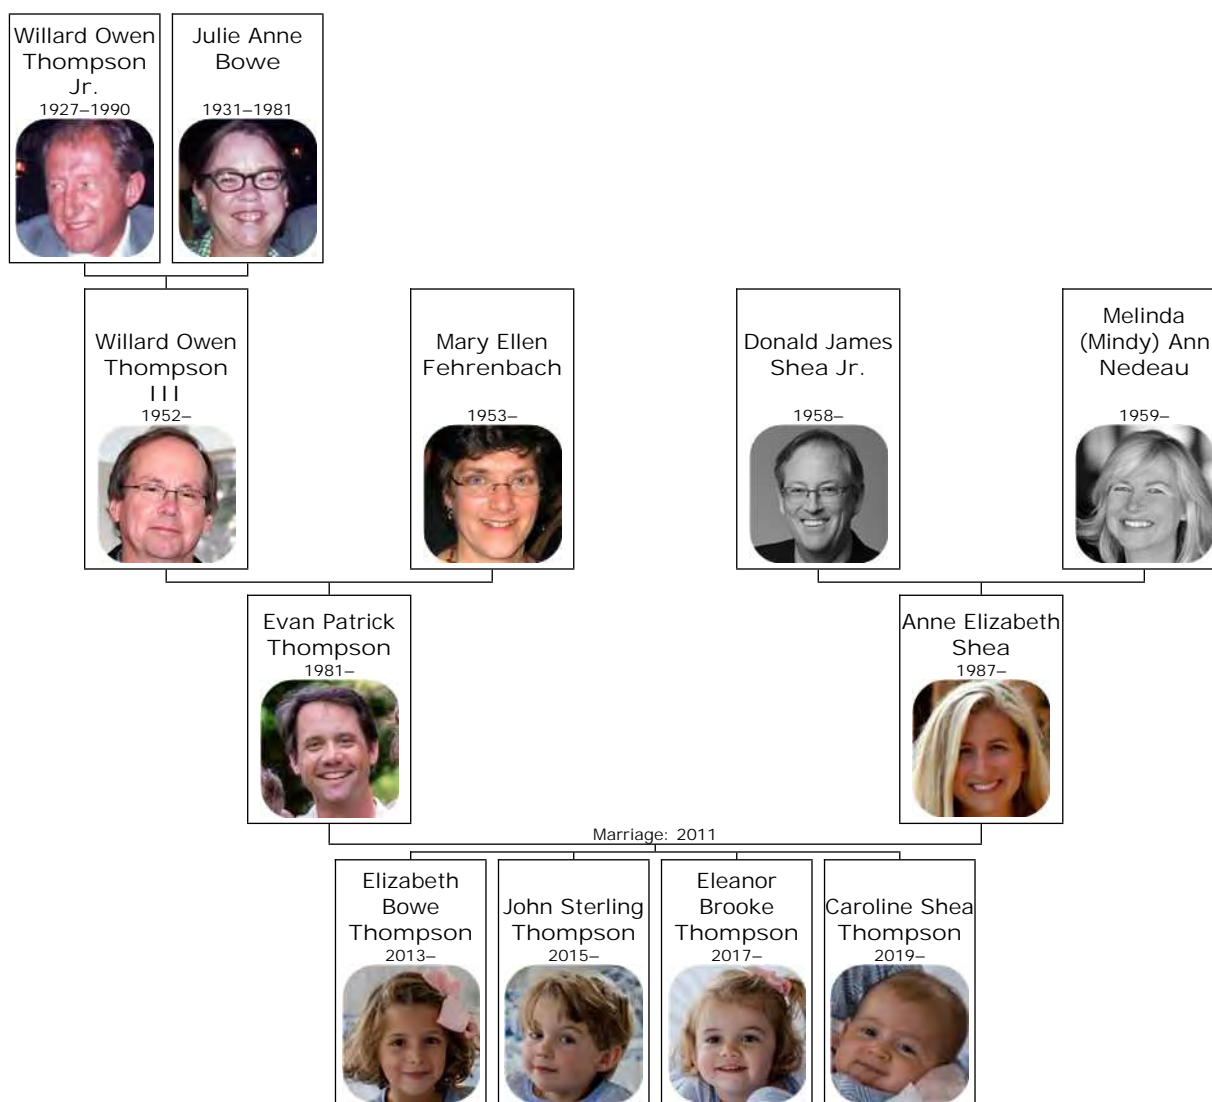 Willard Owen
Thompson
Jr.
1927–1990
Julie Anne
Bowe
1931–1981
Willard Owen
Thompson
III
1952–
Mary Ellen
Fehrenbach
1953–
Donald James
Shea Jr.
1958–
Melinda
(Mindy) Ann
Nedeau
1959–
Evan Patrick
Thompson
1981–
Anne Elizabeth
Shea
1987–
Marriage: 2011
Elizabeth
Bowe
Thompson
2013–
John Sterling
Thompson
2015–
Eleanor
Brooke
Thompson
2017–
Caroline Shea
Thompson
2019–